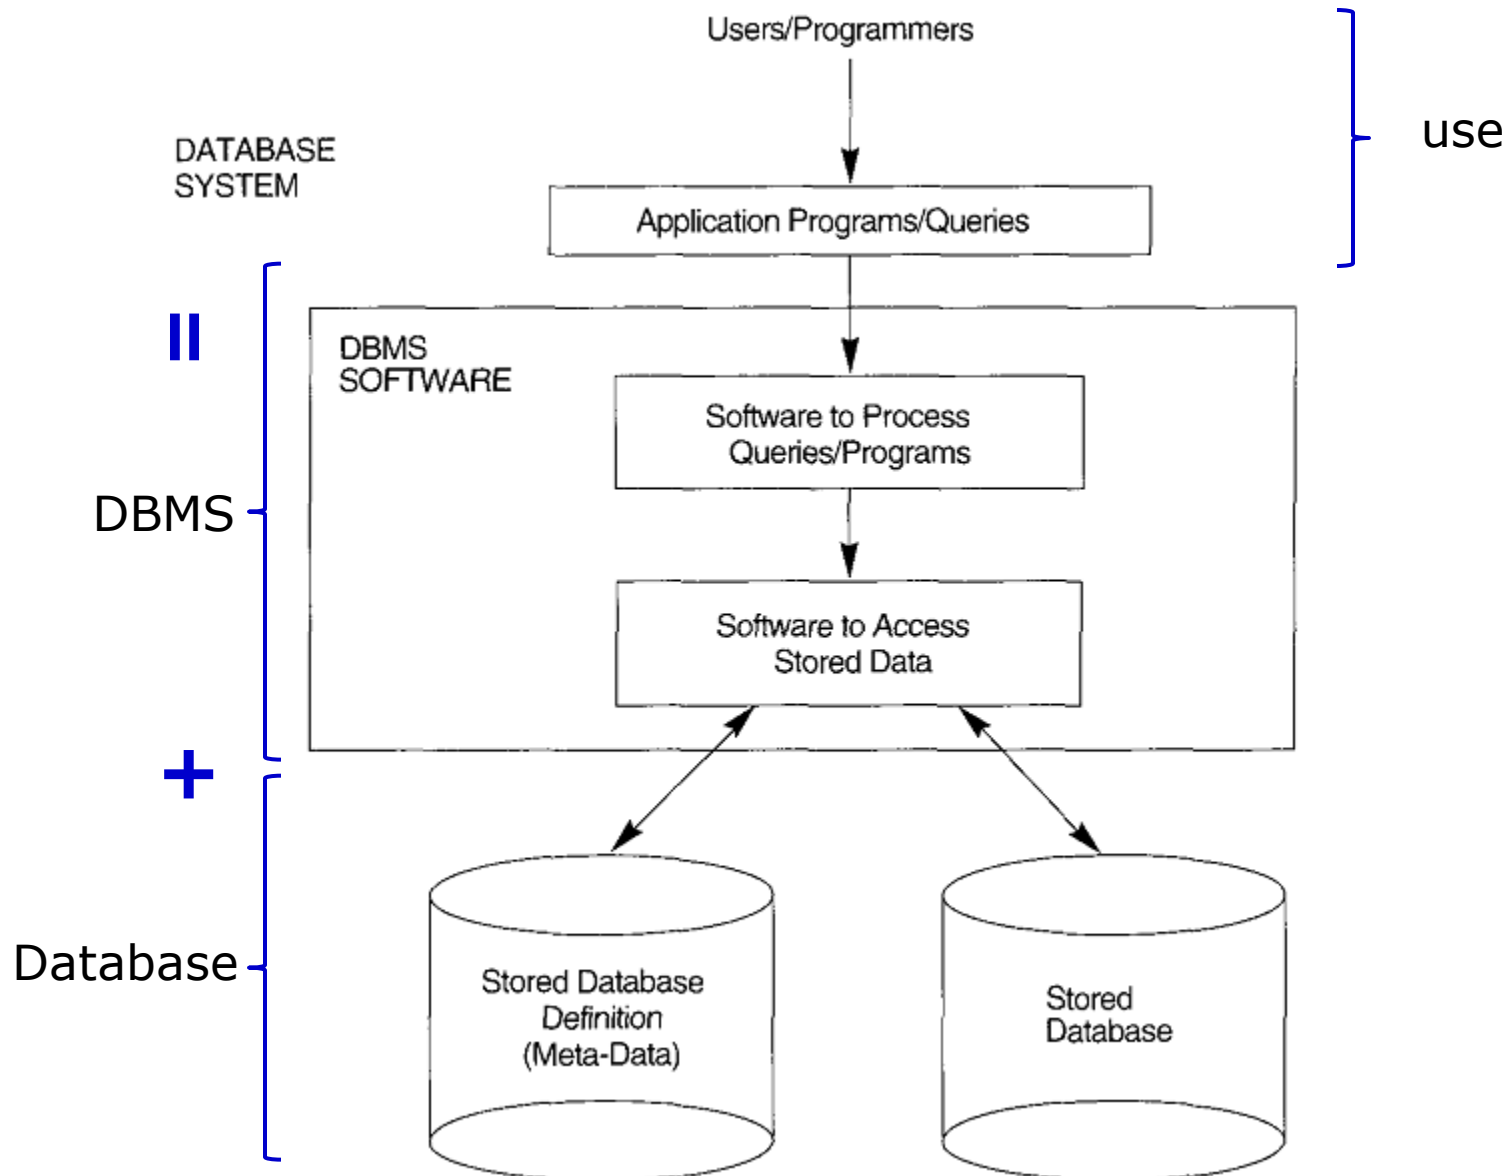 Users/Programmers
use
DATABASE
SYSTEM
Application Programs/Queries
=
DBMS
SOFTWARE
Software to Process
Queries/Programs
DBMS
Software to Access
Stored Data
+
Database
Stored Database
Definition
(Meta-Data)
Stored
Database